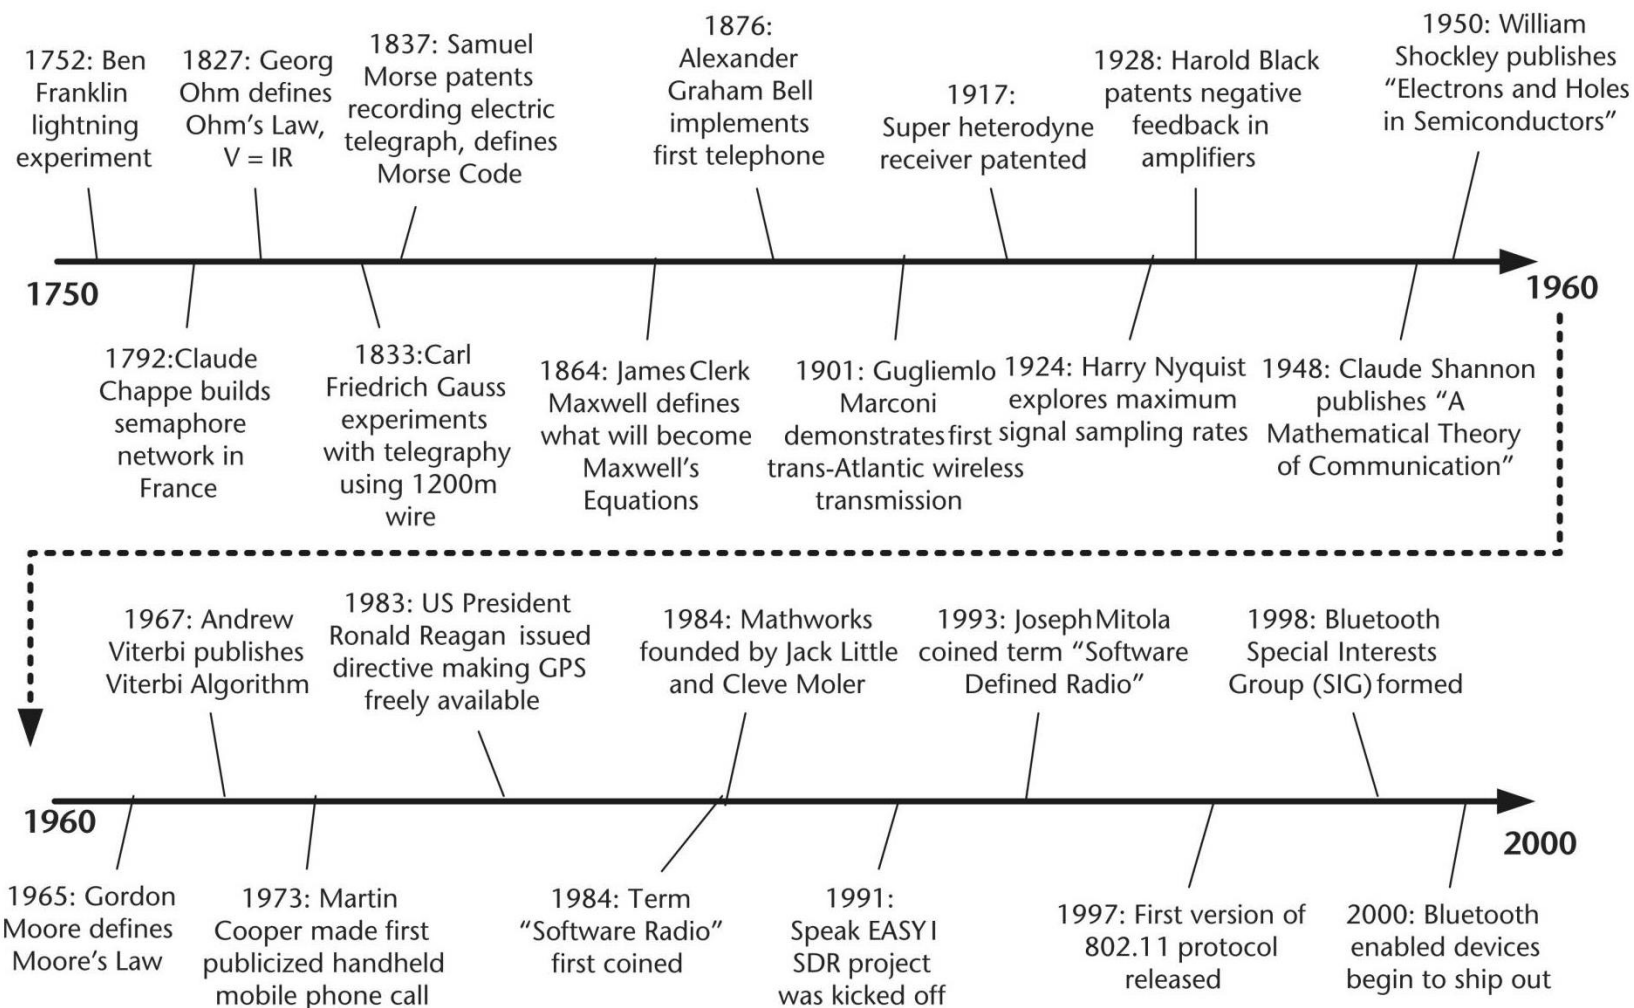 1752: Ben
Franklin
lightning
experiment
1827: Georg
Ohm defines
Ohm's Law,
V = IR
1837: Samuel
Morse patents
recording electric
telegraph, defines
Morse Code
1876:
Alexander
Graham Bell
implements
first telephone
1917:
Super heterodyne
receiver patented
1928: Harold Black
patents negative
feedback in
amplifiers
1950: William
Shockley publishes
“Electrons and Holes
in Semiconductors”
1750
1960
1792:Claude
Chappe builds
semaphore
network in
France
1833:Carl
Friedrich Gauss
experiments
with telegraphy
using 1200m
wire
1864: James Clerk
Maxwell defines
what will become
Maxwell's
Equations
1901: Gugliemlo
Marconi
demonstrates first
trans-Atlantic wireless
transmission
1924: Harry Nyquist
explores maximum
signal sampling rates
1948: Claude Shannon
publishes “A
Mathematical Theory
of Communication”
1967: Andrew
Viterbi publishes
Viterbi Algorithm
1983: US President
Ronald Reagan issued
directive making GPS
freely available
1984: Mathworks
founded by Jack Little
and Cleve Moler
1993: Joseph Mitola
coined term “Software
Defined Radio”
1998: Bluetooth
Special Interests
Group (SIG) formed
1960
2000
1965: Gordon
Moore defines
Moore's Law
1973: Martin
Cooper made first
publicized handheld
mobile phone call
1984: Term
“Software Radio”
first coined
1991:
Speak EASY I
SDR project
was kicked off
1997: First version of
802.11 protocol
released
2000: Bluetooth
enabled devices
begin to ship out